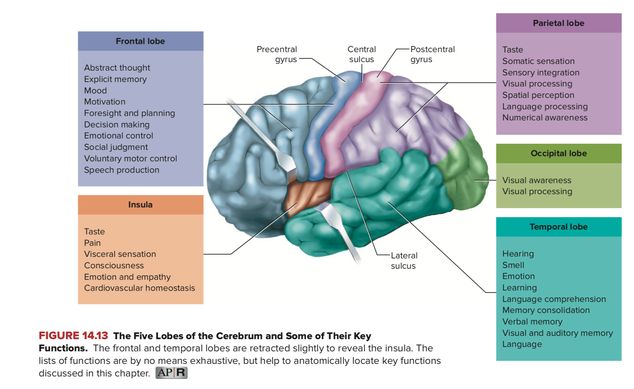 Frontal lobe
Abstract thought
Explicit memory
Mood
Motivation
Foresight and planning
Decision making
Emotional control
Social judgment
Voluntary motor control
Speech production
Insula
Taste
Pain
Visceral sensation
Consciousness
Emotion and empathy
Cardiovascular homeostasis
Precentral
gyrus
Central
sulcus
Postcentral
gyrus
Lateral
sulcus
Parietal lobe
Taste
Somatic sensation
Sensory integration
Visual processing
Spatial perception
Language processing
Numerical awareness
Occipital lobe
Visual awareness
Visual processing
Temporal lobe
Hearing
Smell
Emotion
Learning
Language comprehension
Memory consolidation
Verbal memory
Visual and auditory memory
Language
FIGURE 14.13 The Five Lobes of the Cerebrum and Some of Their Key
Functions. The frontal and temporal lobes are retracted slightly to reveal the insula. The
lists of functions are by no means exhaustive, but help to anatomically locate key functions
discussed in this chapter. AP|R